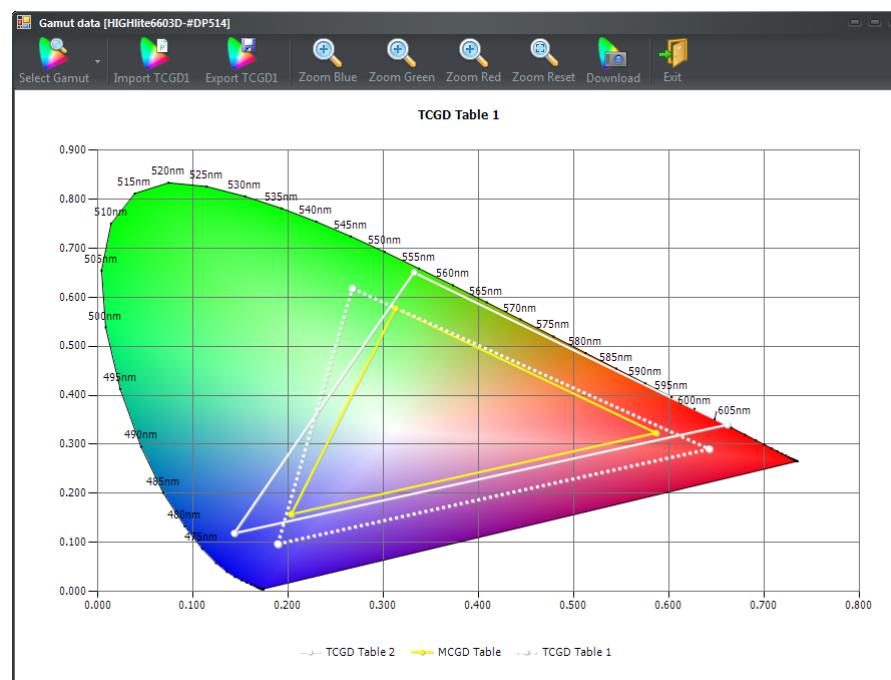 Gamut data [HIGHlite6603D-#DP514]
Select Gamut Import TCGD1 Export TCGD1 Zoom Blue Zoom Green Zoom Red Zoom Reset Download Exit
TCGD Table 1
0.900
520nm
525nm
515nm
530nm
0.800
535nm
510nm
540nm
545nm
0.700
550nm
505nm
555nm
560nm
0.600
565nm
570nm
500nm
575nm
0.500
580nm
585nm
590nm
495nm
0.400
595nm
600nm
605nm
490nm
0.300
485nm
0.200
480nm
475nm
0.100
0.000
0.000 0.100 0.200 0.300 0.400 0.500 0.600 0.700 0.800
TCGD Table 2 MCGD Table TCGD Table 1